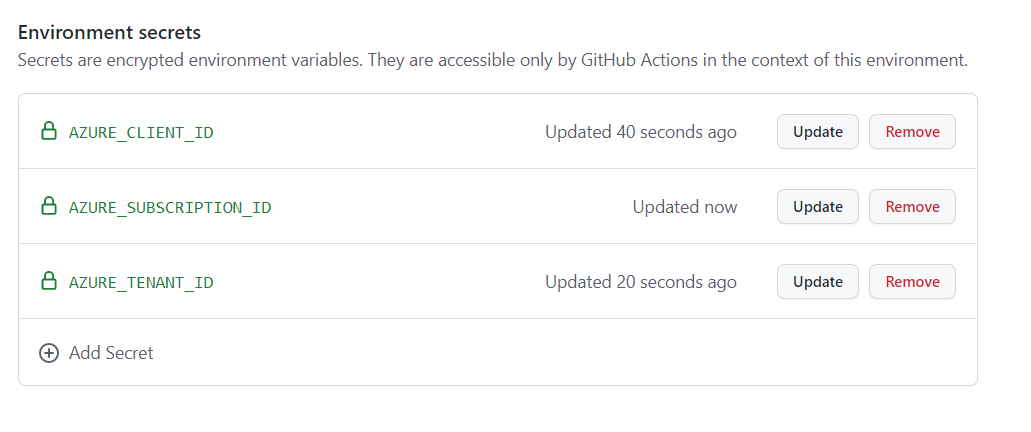 Environment secrets
Secrets are encrypted environment variables. They are accessible only by GitHub Actions in the context of this environment.
AZURE_CLIENT_ID Updated 40 seconds ago Update Remove
AZURE_SUBSCRIPTION_ID Updated now Update Remove
AZURE_TENANT_ID Updated 20 seconds ago Update Remove
Add Secret